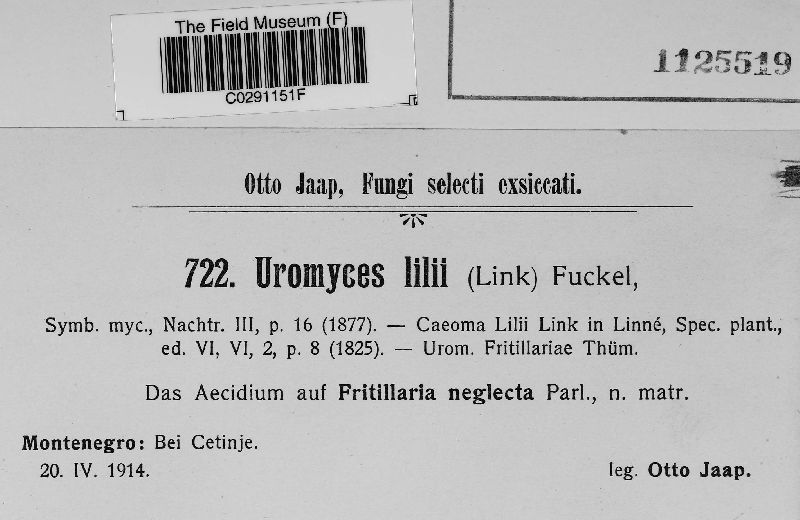 The Field Museum (F)
C0291151F
1125519
Otto Jaap, Fungi selecti exsiccati.
722. Uromyces lilii (Link) Fuckel,
Symb. myc., Nachtr. III, p. 16 (1877). — Caeoma Lilii Link in Linné, Spec. plant.,
ed. VI, VI, 2, p. 8 (1825). — Urom. Fritillariae Thüm.
Das Aecidium auf Fritillaria neglecta Parl., n. matr.
Montenegro: Bei Cetinje.
20. IV. 1914.
leg. Otto Jaap.